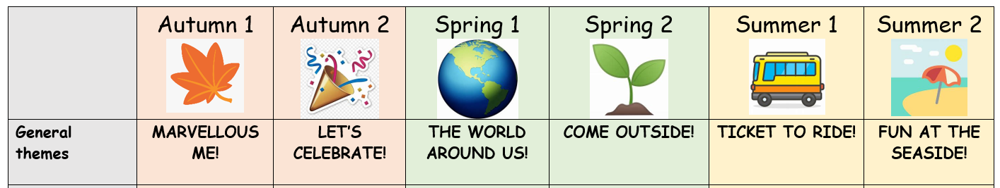 Autumn 1
Autumn 2
Spring 1
Spring 2
Summer 1
Summer 2
General
themes
MARVELLOUS
ME!
LET'S
CELEBRATE!
THE WORLD
AROUND US!
COME OUTSIDE!
TICKET TO RIDE!
FUN AT THE
SEASIDE!